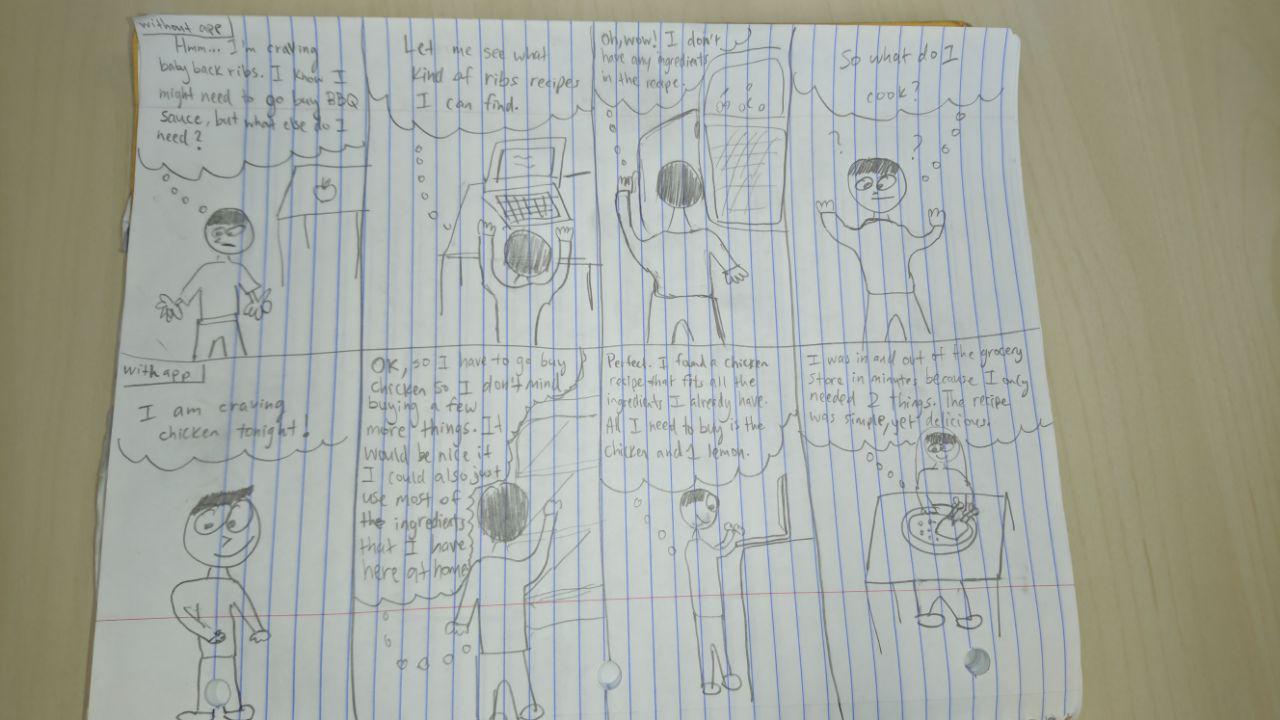 without app
Hmm... I'm craving
baby back ribs. I know I
might need to go buy BBQ
sauce, but what else do I
need?
Let me see what
kind of ribs recipes
I can find.
Oh, wow! I don't
have any ingredients
in the recipe.
So what do I
cook?
? ?
with app
I am craving
chicken tonight!
OK, so I have to go buy
chicken so I don't mind
buying a few
more things. It
would be nice if
I could also just
use most of
the ingredients
that I have
here at home
Perfect. I found a chicken
recipe that fits all the
ingredients I already have.
All I need to buy is the
chicken and 1 lemon.
I was in and out of the grocery
store in minutes because I only
needed 2 things. The recipe
was simple, yet delicious.